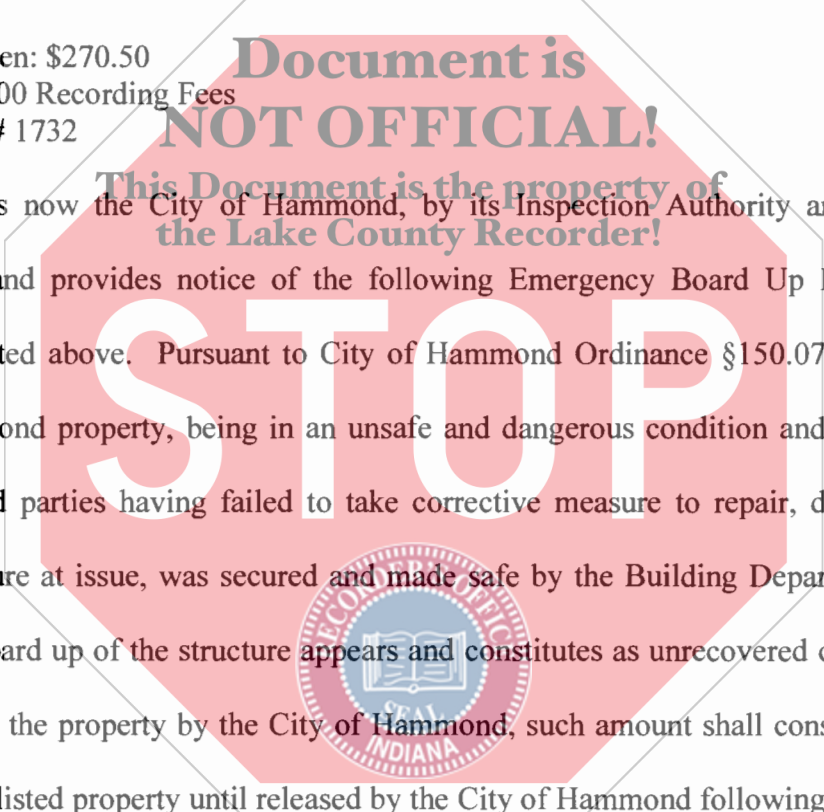 en: $270.50
Document is
00 Recording Fees
NOT OFFICIAL!
# 1732
This Document is the property of
s now the City of Hammond, by its Inspection Authority a
the Lake County Recorder!
and provides notice of the following Emergency Board Up
ted above. Pursuant to City of Hammond Ordinance §150.07
STOP
ond property, being in an unsafe and dangerous condition and
d parties having failed to take corrective measure to repair, d
ure at issue, was secured and made safe by the Building Depar
RECORDER'S OFFIC
ard up of the structure appears and constitutes as unrecovered c
SEAL
the property by the City of Hammond, such amount shall cons
INDIANA
listed property until released by the City of Hammond following